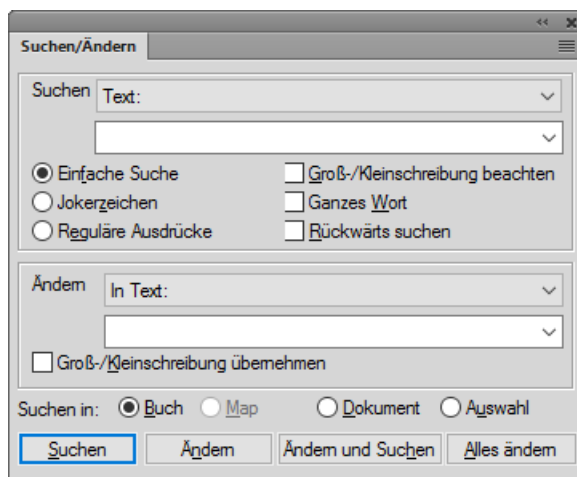 Suchen/Ändern
Suchen Text:
Einfache Suche Groß-/Kleinschreibung beachten
Jokerzeichen Ganzes Wort
Reguläre Ausdrücke Rückwärts suchen
Ändern In Text:
Groß-/Kleinschreibung übernehmen
Suchen in: Buch Map Dokument Auswahl
Suchen Ändern Ändern und Suchen Alles ändern